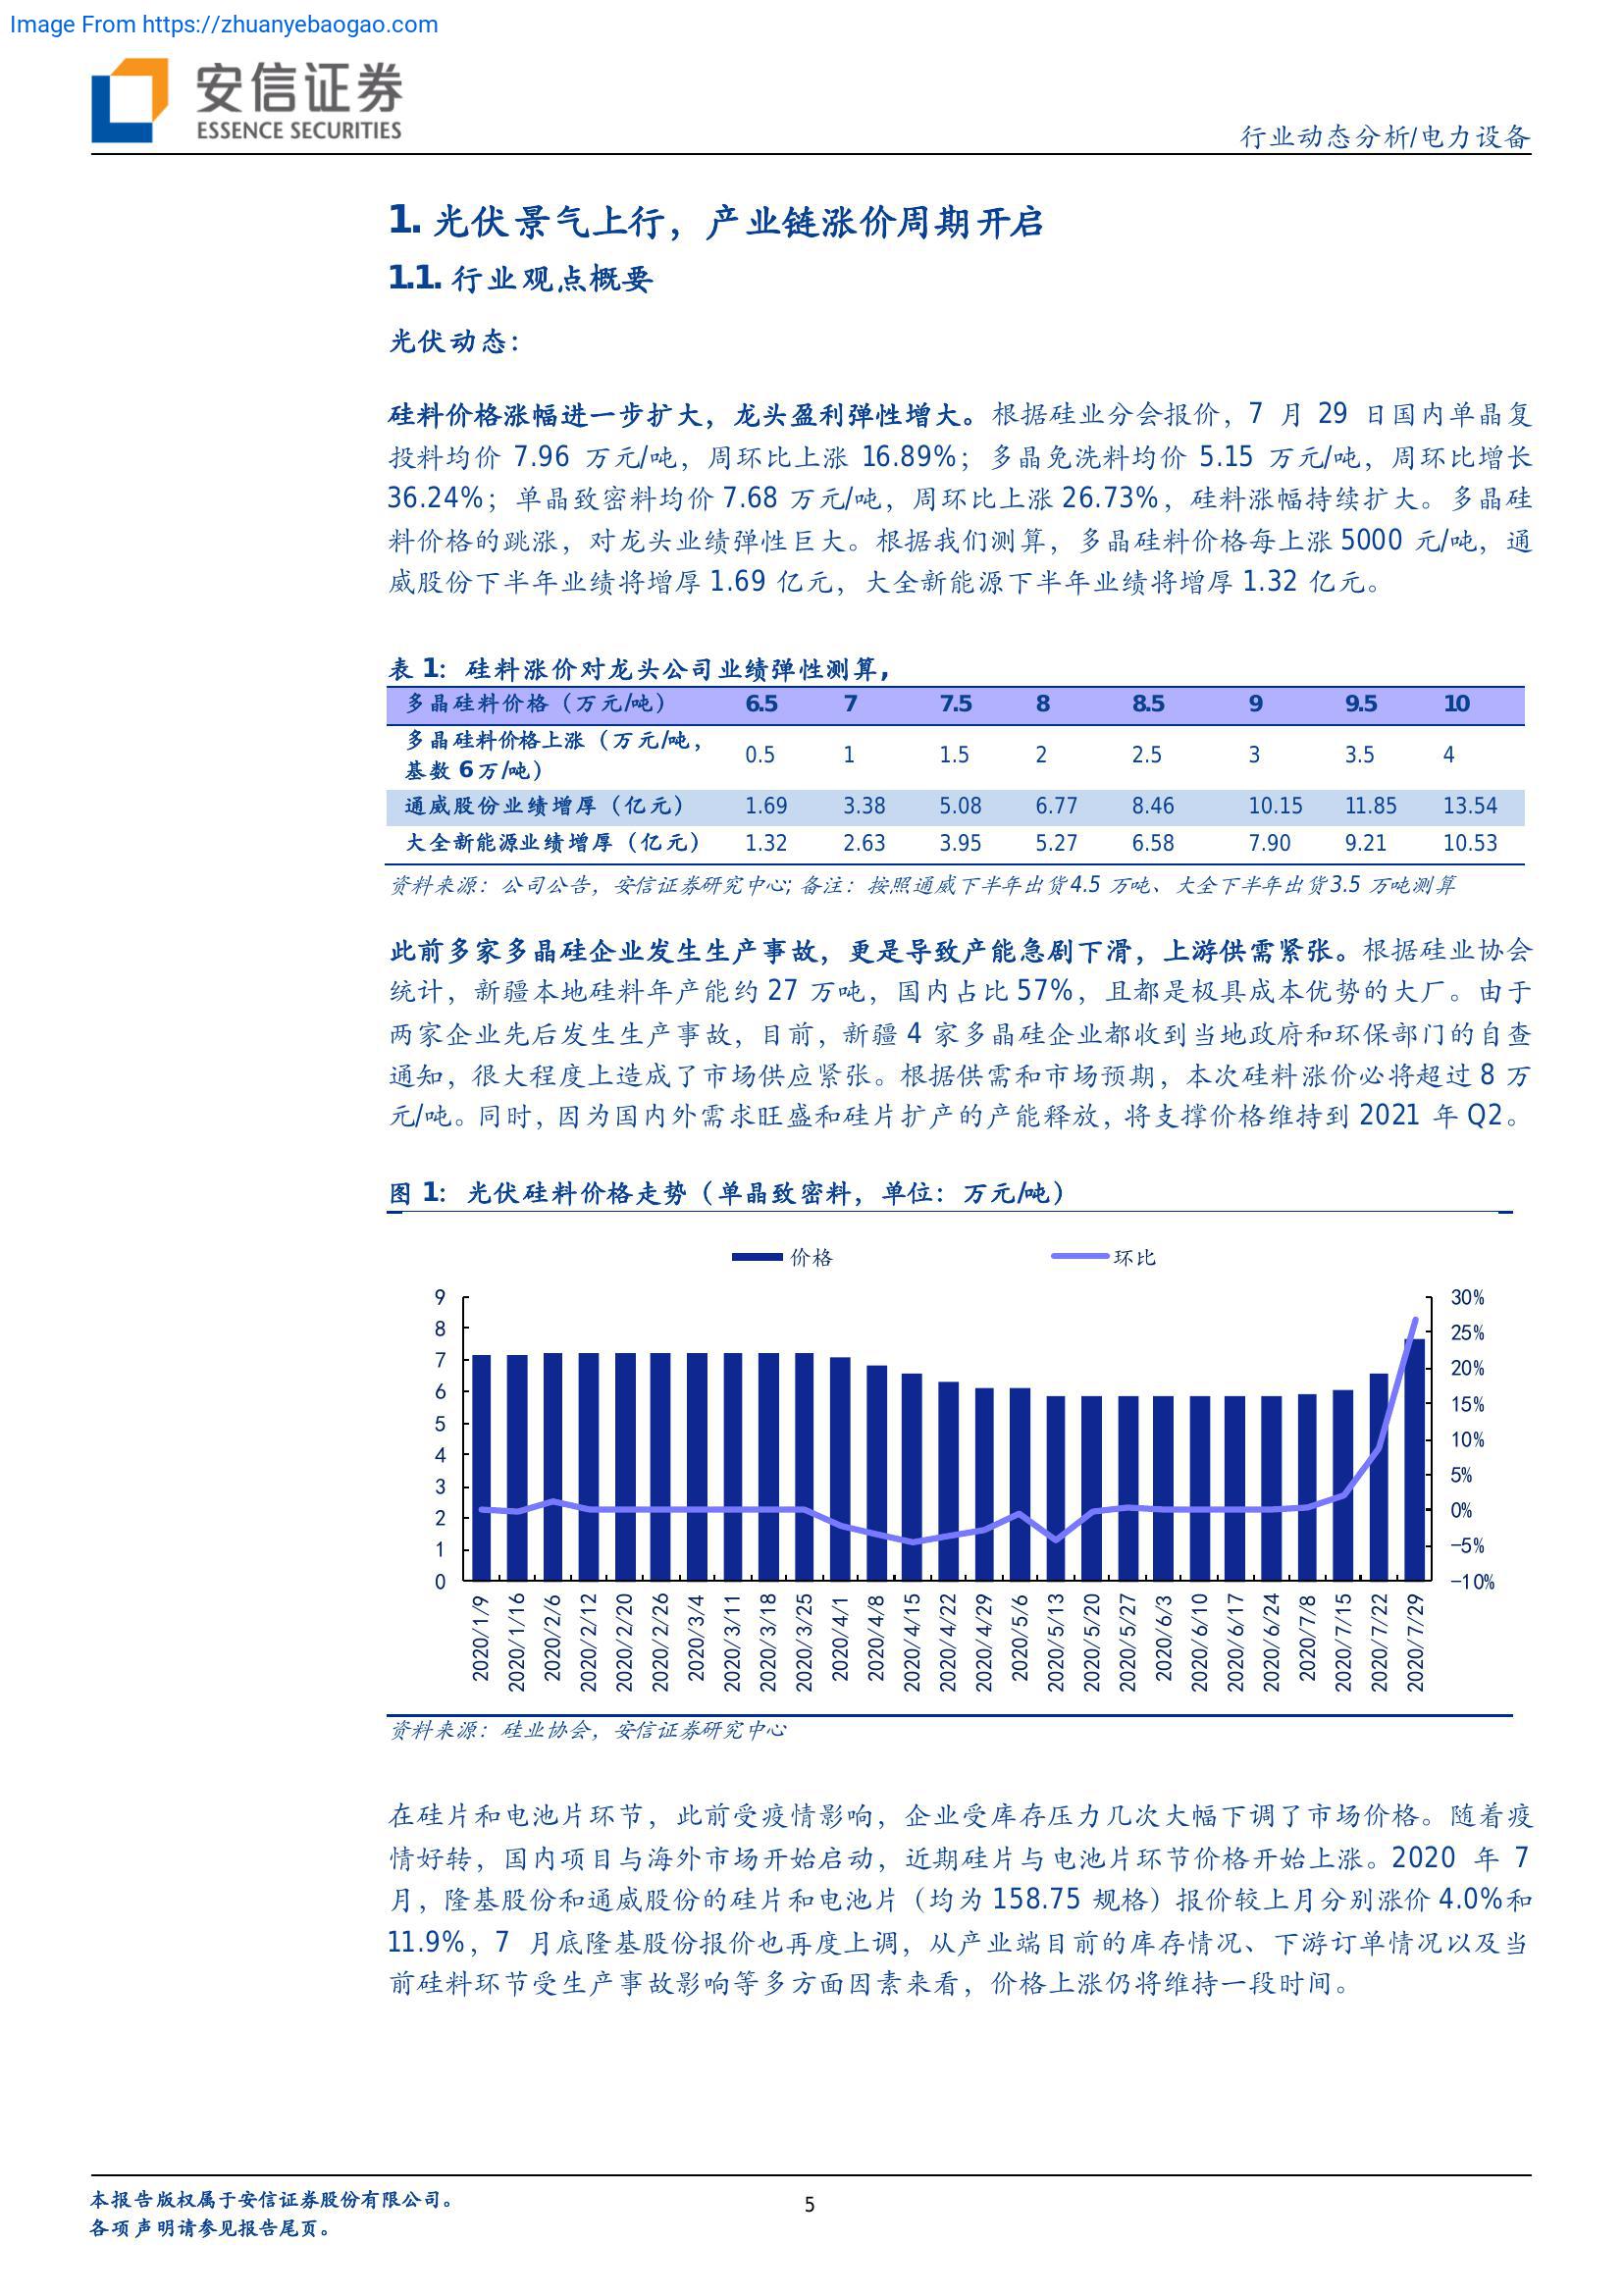 Image From https://zhuanyebaogao.com
安信证券
ESSENCE SECURITIES
行业动态分析/电力设备
1. 光伏景气上行，产业链涨价周期开启
1.1. 行业观点概要
光伏动态：
硅料价格涨幅进一步扩大，龙头盈利弹性增大。根据硅业分会报价，7 月 29 日国内单晶复
投料均价 7.96 万元/吨，周环比上涨 16.89%；多晶免洗料均价 5.15 万元/吨，周环比增长
36.24%；单晶致密料均价 7.68 万元/吨，周环比上涨 26.73%，硅料涨幅持续扩大。多晶硅
料价格的跳涨，对龙头业绩弹性巨大。根据我们测算，多晶硅料价格每上涨 5000 元/吨，通
威股份下半年业绩将增厚 1.69 亿元，大全新能源下半年业绩将增厚 1.32 亿元。
表 1：硅料涨价对龙头公司业绩弹性测算，
多晶硅料价格（万元/吨） 6.5 7 7.5 8 8.5 9 9.5 10
多晶硅料价格上涨（万元/吨，
基数 6 万/吨） 0.5 1 1.5 2 2.5 3 3.5 4
通威股份业绩增厚（亿元） 1.69 3.38 5.08 6.77 8.46 10.15 11.85 13.54
大全新能源业绩增厚（亿元） 1.32 2.63 3.95 5.27 6.58 7.90 9.21 10.53
资料来源：公司公告，安信证券研究中心; 备注：按照通威下半年出货4.5 万吨、大全下半年出货3.5 万吨测算
此前多家多晶硅企业发生生产事故，更是导致产能急剧下滑，上游供需紧张。根据硅业协会
统计，新疆本地硅料年产能约 27 万吨，国内占比 57%，且都是极具成本优势的大厂。由于
两家企业先后发生生产事故，目前，新疆 4 家多晶硅企业都收到当地政府和环保部门的自查
通知，很大程度上造成了市场供应紧张。根据供需和市场预期，本次硅料涨价必将超过 8 万
元/吨。同时，因为国内外需求旺盛和硅片扩产的产能释放，将支撑价格维持到 2021 年 Q2。
图 1：光伏硅料价格走势（单晶致密料，单位：万元/吨）
价格 环比
9
8
7
6
5
4
3
2
1
0
30%
25%
20%
15%
10%
5%
0%
-5%
-10%
2020/1/9
2020/1/16
2020/2/6
2020/2/12
2020/2/20
2020/2/26
2020/3/4
2020/3/11
2020/3/18
2020/3/25
2020/4/1
2020/4/8
2020/4/15
2020/4/22
2020/4/29
2020/5/6
2020/5/13
2020/5/20
2020/5/27
2020/6/3
2020/6/10
2020/6/17
2020/6/24
2020/7/8
2020/7/15
2020/7/22
2020/7/29
资料来源：硅业协会，安信证券研究中心
在硅片和电池片环节，此前受疫情影响，企业受库存压力几次大幅下调了市场价格。随着疫
情好转，国内项目与海外市场开始启动，近期硅片与电池片环节价格开始上涨。2020 年 7
月，隆基股份和通威股份的硅片和电池片（均为 158.75 规格）报价较上月分别涨价 4.0%和
11.9%，7 月底隆基股份报价也再度上调，从产业端目前的库存情况、下游订单情况以及当
前硅料环节受生产事故影响等多方面因素来看，价格上涨仍将维持一段时间。
本报告版权属于安信证券股份有限公司。
各项声明请参见报告尾页。
5